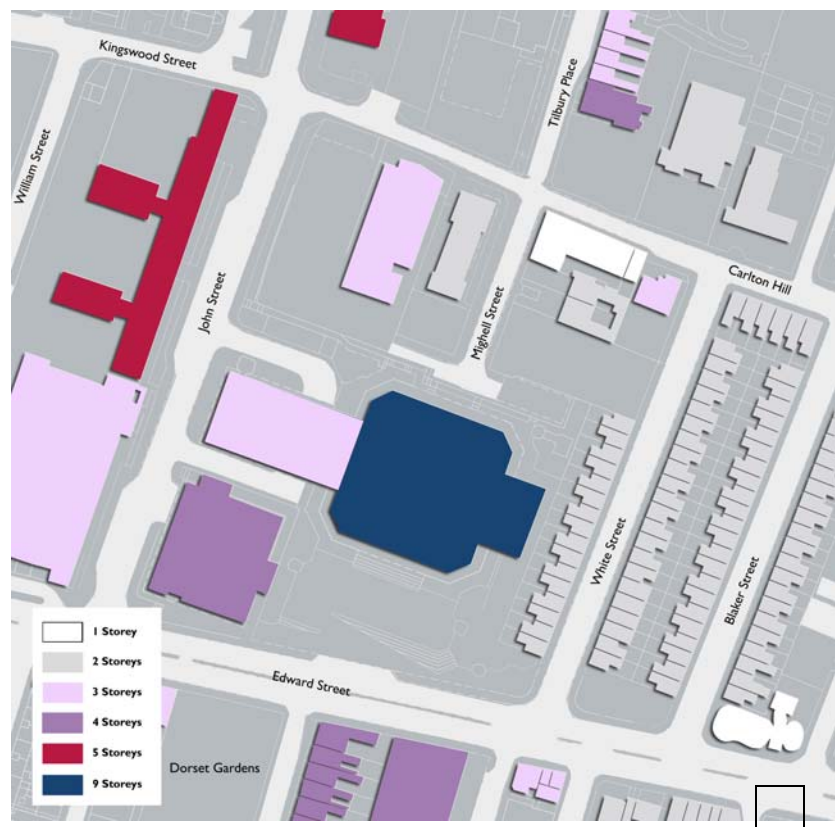 Kingswood Street
Tilbury Place
William Street
John Street
Mighell Street
Carlton Hill
White Street
Blaker Street
Edward Street
Dorset Gardens
1 Storey
2 Storeys
3 Storeys
4 Storeys
5 Storeys
9 Storeys